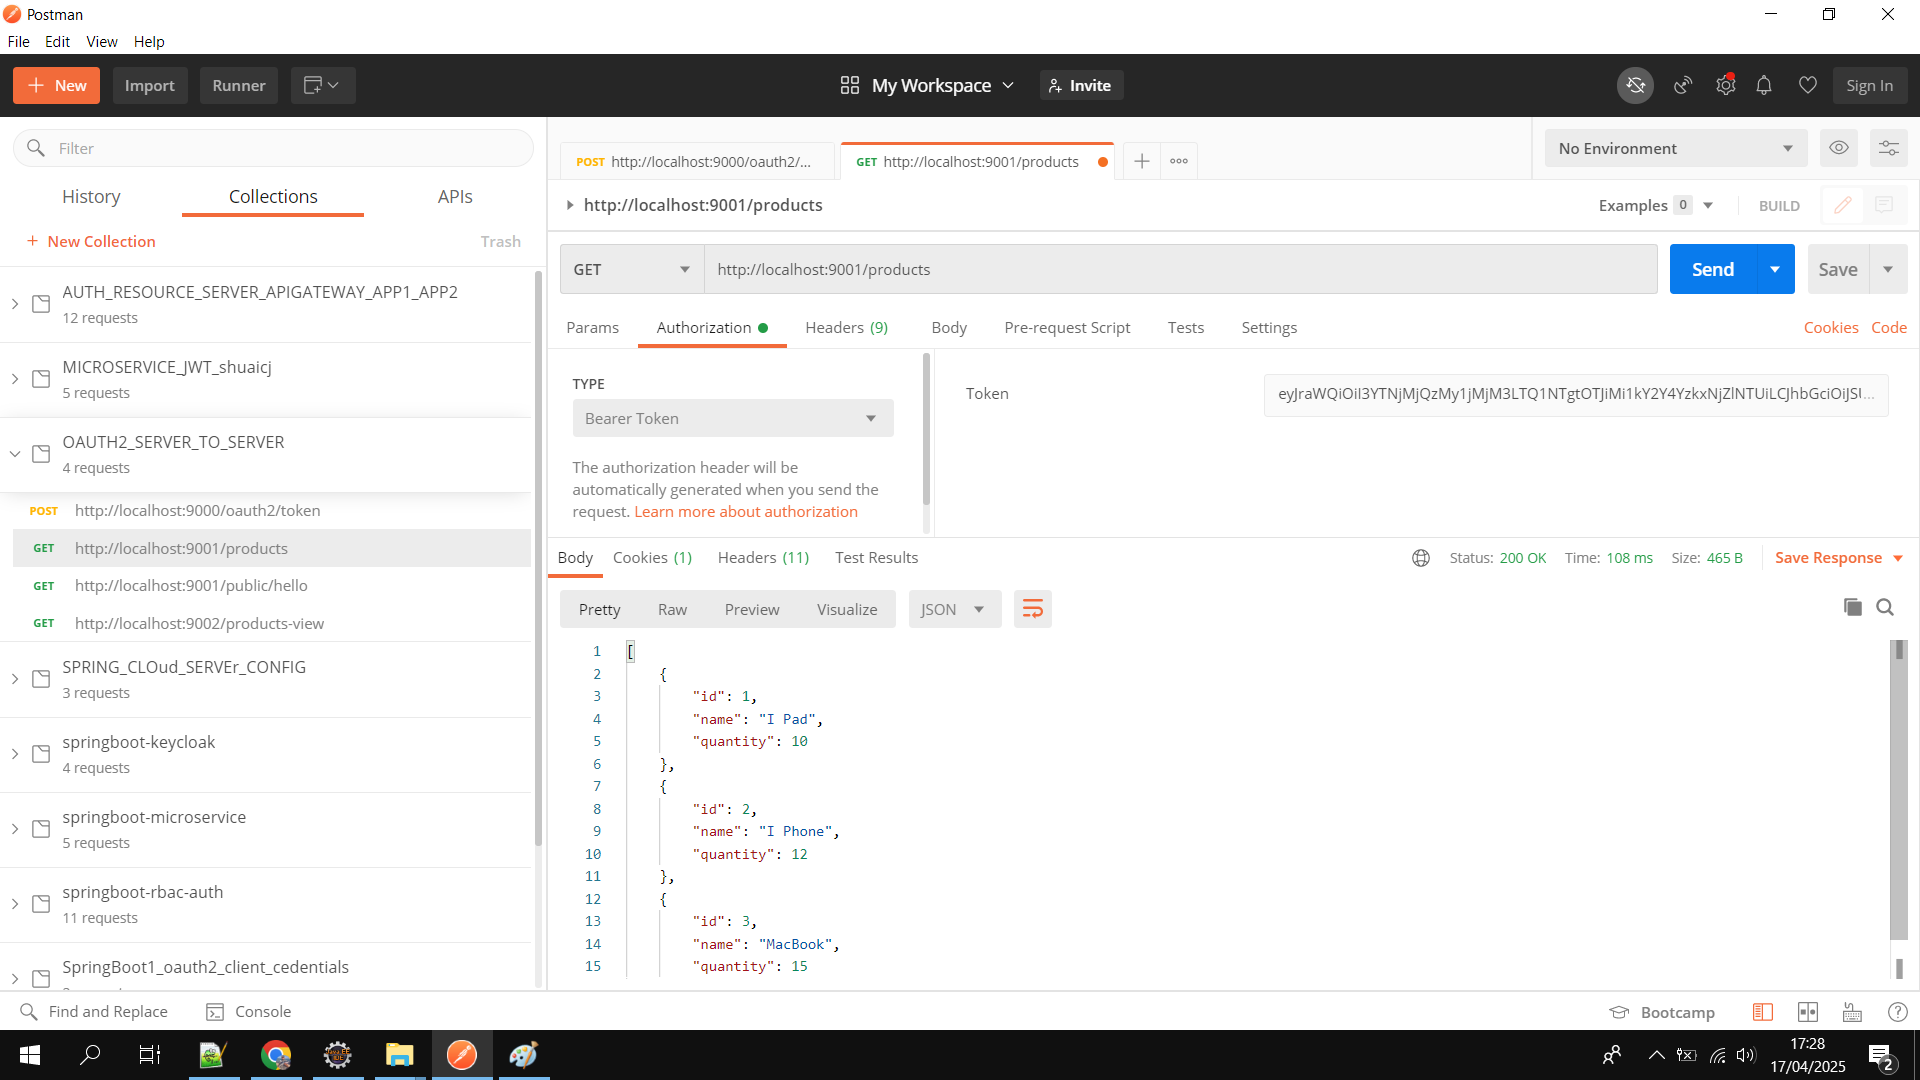 Postman
File Edit View Help
New Import Runner My Workspace Invite Sign In
Filter
History Collections APIs
+ New Collection Trash
AUTH_RESOURCE_SERVER_APIGATEWAY_APP1_APP2
12 requests
MICROSERVICE_JWT_shuaicj
5 requests
OAUTH2_SERVER_TO_SERVER
4 requests
POST http://localhost:9000/oauth2/token
GET http://localhost:9001/products
GET http://localhost:9001/public/hello
GET http://localhost:9002/products-view
SPRING_CLOud_SERVEr_CONFIG
3 requests
springboot-keycloak
4 requests
springboot-microservice
5 requests
springboot-rbac-auth
11 requests
SpringBoot1_oauth2_client_cedentials
POST http://localhost:9000/oauth2/...
GET http://localhost:9001/products
No Environment
http://localhost:9001/products
Examples 0 BUILD
GET http://localhost:9001/products Send Save
Params Authorization Headers (9) Body Pre-request Script Tests Settings Cookies Code
TYPE
Bearer Token
The authorization header will be
automatically generated when you send the
request. Learn more about authorization
Token
Body Cookies (1) Headers (11) Test Results Status: 200 OK Time: 108 ms Size: 465 B Save Response
Pretty Raw Preview Visualize JSON
1 [
2 {
3 "id": 1,
4 "name": "I Pad",
5 "quantity": 10
6 },
7 {
8 "id": 2,
9 "name": "I Phone",
10 "quantity": 12
11 },
12 {
13 "id": 3,
14 "name": "MacBook",
15 "quantity": 15
Find and Replace Console Bootcamp
17:28
17/04/2025
2